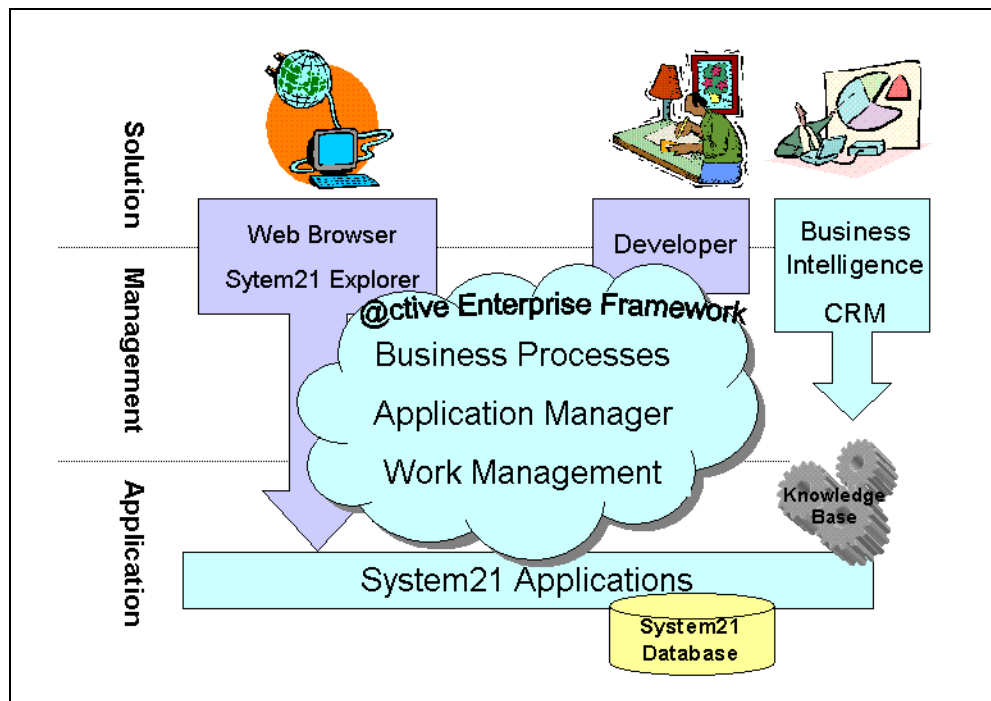 Solution
Web Browser
Sytem21 Explorer
Developer
Business
Intelligence
CRM
Management
@ctive Enterprise Framework
Business Processes
Application Manager
Work Management
Application
Knowledge
Base
System21 Applications
System21
Database